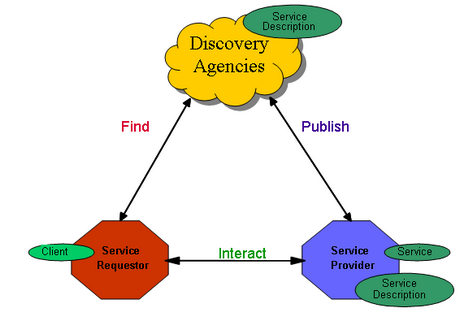 Service
Description
Discovery
Agencies
Find
Publish
Client
Service
Requestor
Interact
Service
Provider
Service
Service
Description